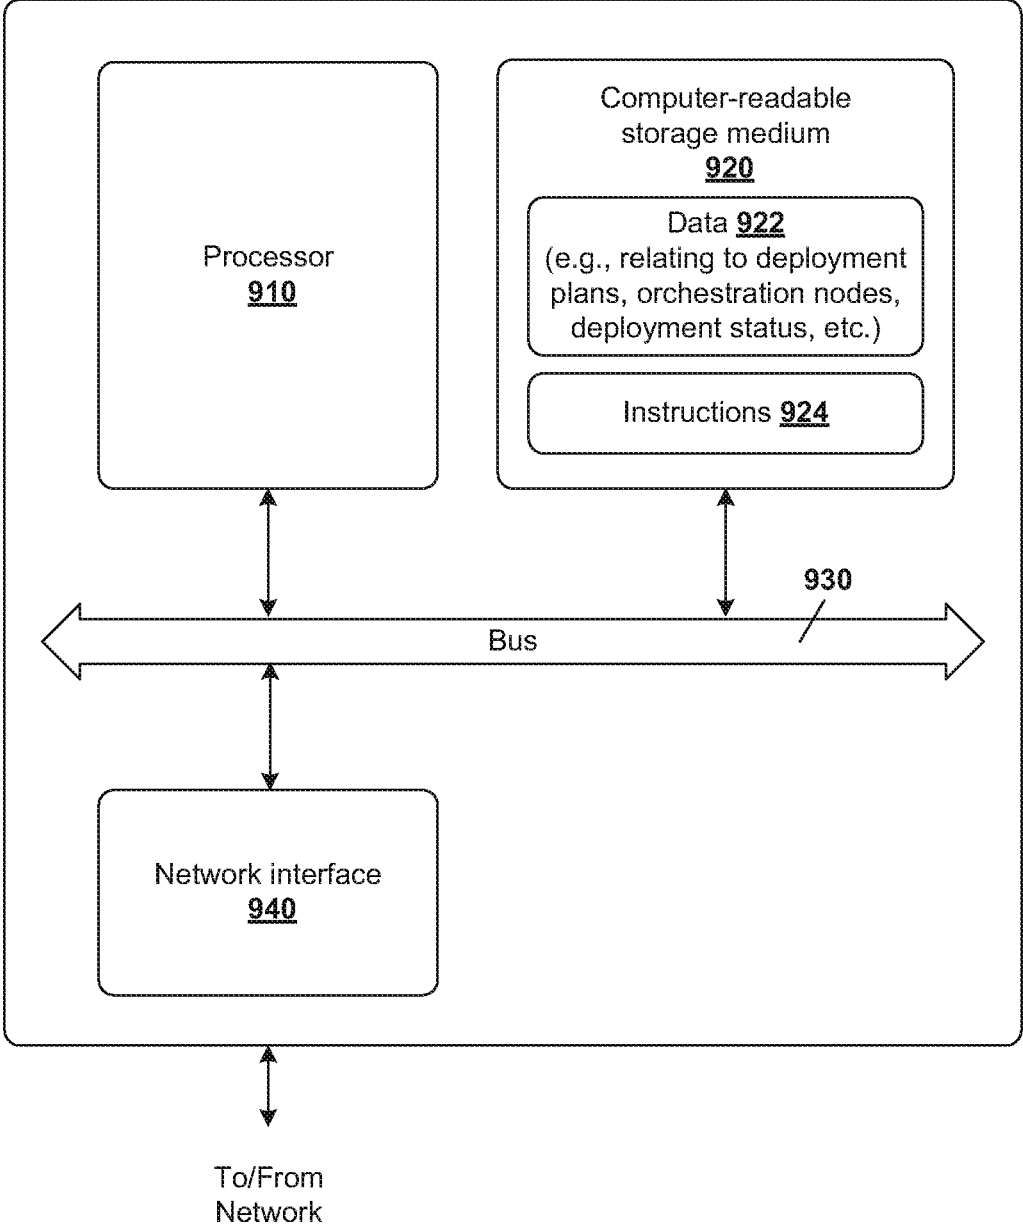 Processor
910
Computer-readable
storage medium
920
Data 922
(e.g., relating to deployment
plans, orchestration nodes,
deployment status, etc.)
Instructions 924
930
Bus
Network interface
940
To/From
Network